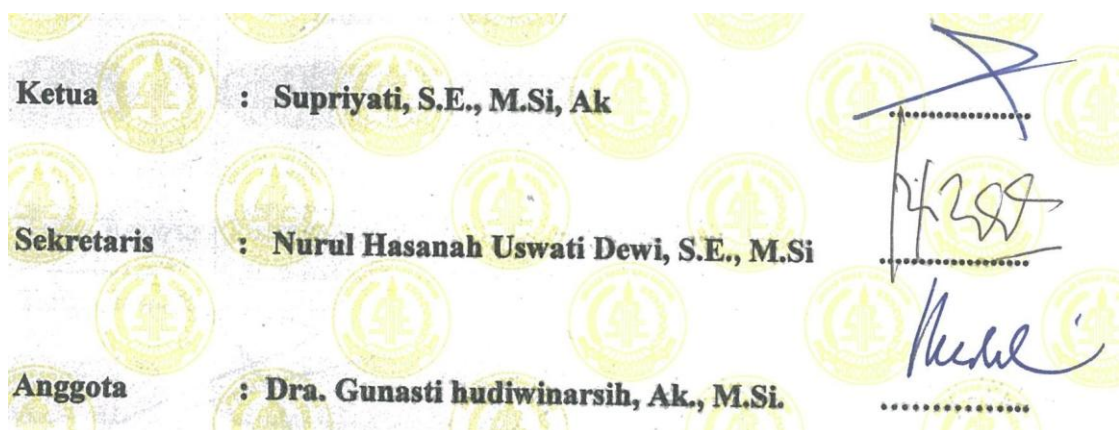 Ketua : Supriyati, S.E., M.Si, Ak
Sekretaris : Nurul Hasanah Uswati Dewi, S.E., M.Si
Anggota : Dra. Gunasti hudiwinarsih, Ak., M.Si.